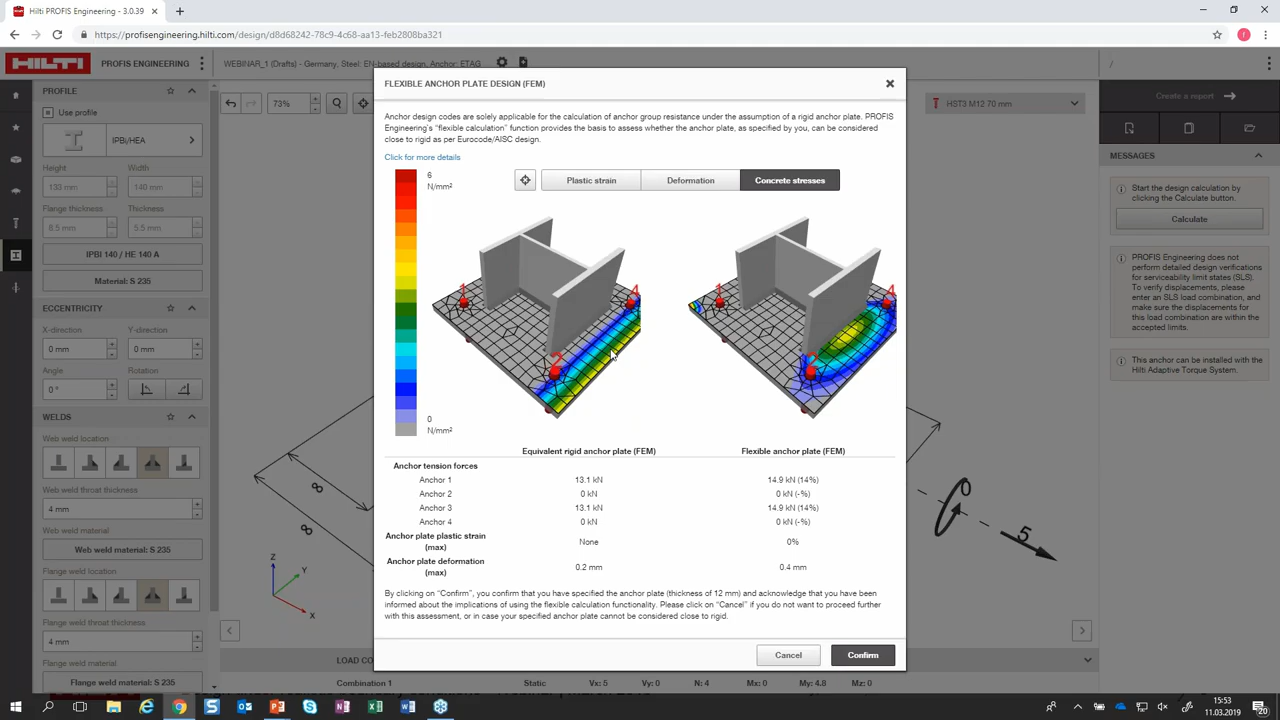 Hilti PROFIS Engineering - 3.0.39
https://profisengineering.hilti.com/design/d8d68242-78c9-4c68-aa13-feb2808bba321
HILTI
PROFIS ENGINEERING
WEBINAR_1 (Drafts) - Germany, Steel: EN-based design, Anchor: ETAG
/
PROFILE
Use profile
IPBI/HEA
Height
Width
133 mm
140 mm
Flange thickness
Thickness
8.5 mm
5.5 mm
IPBI 140 / HE 140 A
Material: S 235
ECCENTRICITY
X-direction
Y-direction
0 mm
0 mm
Angle
Rotation
0 °
WELDS
Web weld location
Web weld throat thickness
4 mm
Web weld material
Web weld material: S 235
Flange weld location
Flange weld throat thickness
4 mm
Flange weld material
Flange weld material: S 235
73%
8
8
Z
Y
X
FLEXIBLE ANCHOR PLATE DESIGN (FEM)
Anchor design codes are solely applicable for the calculation of anchor group resistance under the assumption of a rigid anchor plate. PROFIS
Engineering's "flexible calculation" function provides the basis to assess whether the anchor plate, as specified by you, can be considered
close to rigid as per Eurocode/AISC design.
Click for more details
6
N/mm²
Plastic strain
Deformation
Concrete stresses
1
4
2
1
4
2
0
N/mm²
Equivalent rigid anchor plate (FEM)
Flexible anchor plate (FEM)
Anchor tension forces
Anchor 1
13.1 kN
14.9 kN (14%)
Anchor 2
0 kN
0 kN (-%)
Anchor 3
13.1 kN
14.9 kN (14%)
Anchor 4
0 kN
0 kN (-%)
Anchor plate plastic strain
(max)
None
0%
Anchor plate deformation
(max)
0.2 mm
0.4 mm
By clicking on "Confirm", you confirm that you have specified the anchor plate (thickness of 12 mm) and acknowledge that you have been
informed about the implications of using the flexible calculation functionality. Please click on "Cancel" if you do not want to proceed further
with this assessment, or in case your specified anchor plate cannot be considered close to rigid.
Cancel
Confirm
HST3 M12 70 mm
0
5
Create a report
MESSAGES
Start the design calculation by
clicking the Calculate button.
Calculate
PROFIS Engineering does not
perform detailed design verifications
for serviceability limit states (SLS).
To verify displacements, please
enter an SLS load combination, and
make sure the displacements for
this load combination are within the
accepted limits.
This anchor can be installed with the
Hilti Adaptive Torque System.
LOAD CO
Combination 1
Static
Vx: 5
Vy: 0
N: 4
Mx: 0
My: 4.8
Mz: 0
15:53
11.03.2019
20